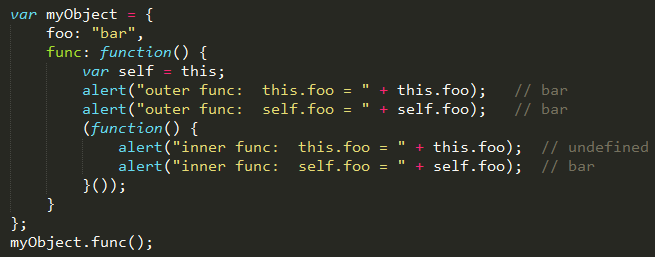 var myObject = {
    foo: "bar",
    func: function() {
        var self = this;
        alert("outer func:  this.foo = " + this.foo);   // bar
        alert("outer func:  self.foo = " + self.foo);   // bar
        (function() {
            alert("inner func:  this.foo = " + this.foo);  // undefined
            alert("inner func:  self.foo = " + self.foo);  // bar
        }());
    }
};
myObject.func();